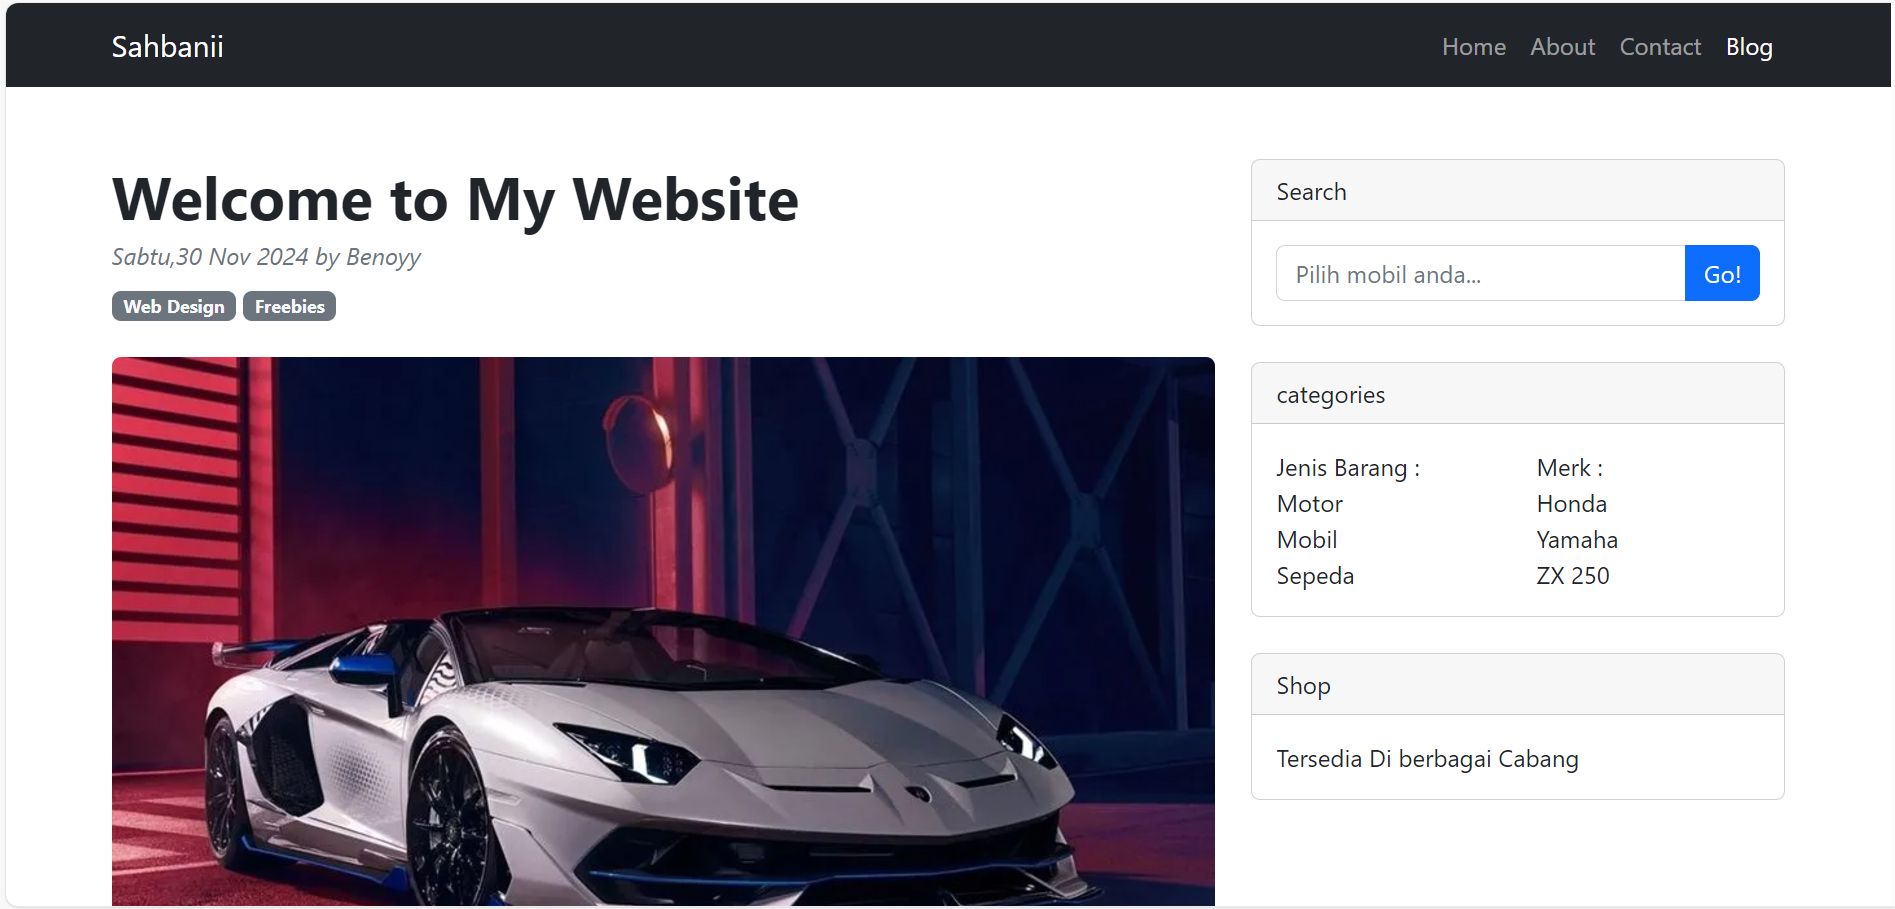 Sahbanii
Home About Contact Blog
Welcome to My Website
Sabtu,30 Nov 2024 by Benoyy
Web Design Freebies
Search
Pilih mobil anda... Go!
categories
Jenis Barang :
Motor
Mobil
Sepeda
Merk :
Honda
Yamaha
ZX 250
Shop
Tersedia Di berbagai Cabang